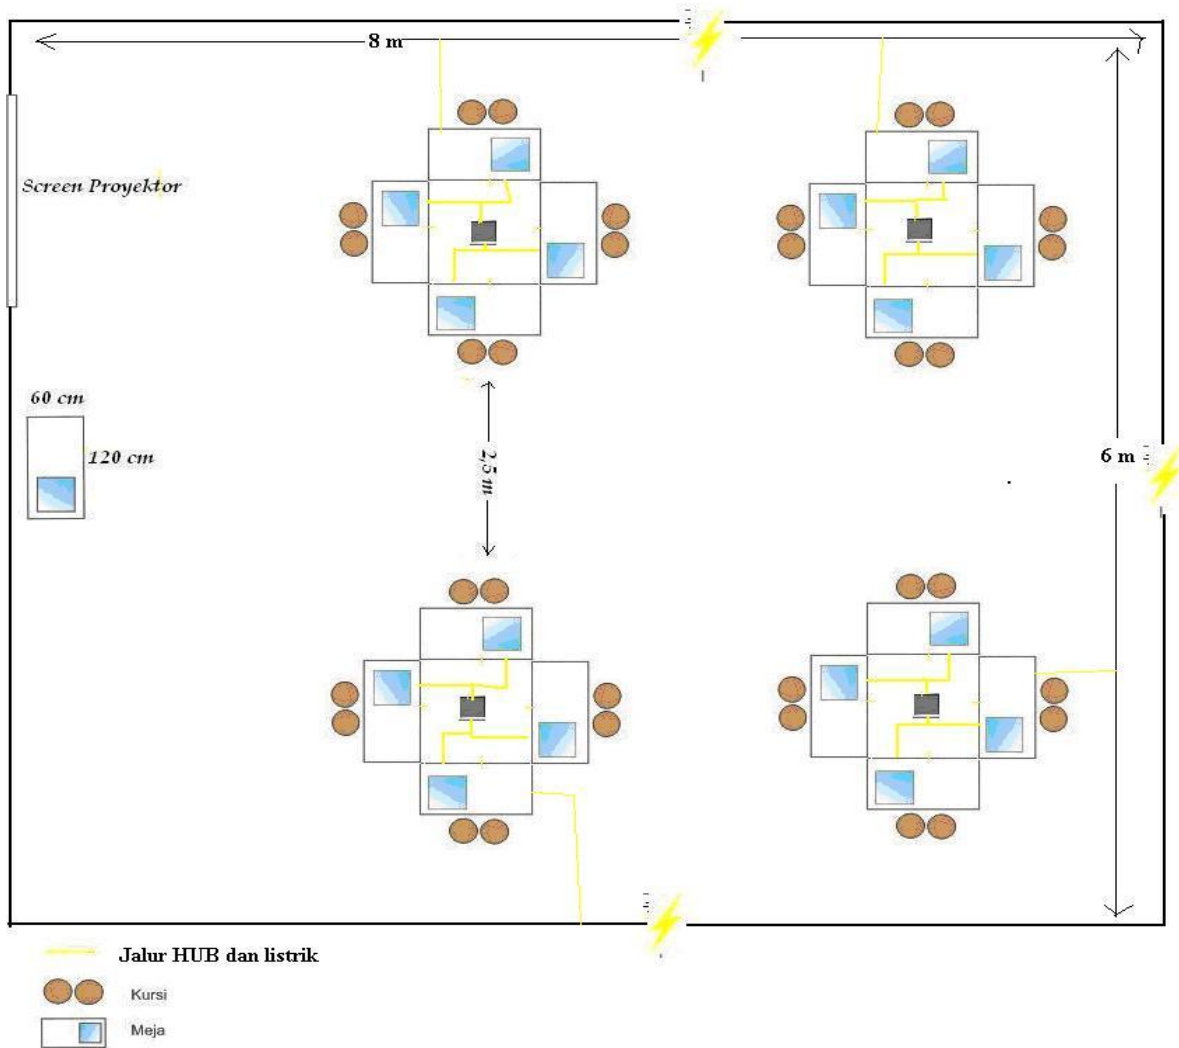 8 m
Screen Proyektor
60 cm
120 cm
2,5 m
6 m
Jalur HUB dan listrik
Kursi
Meja